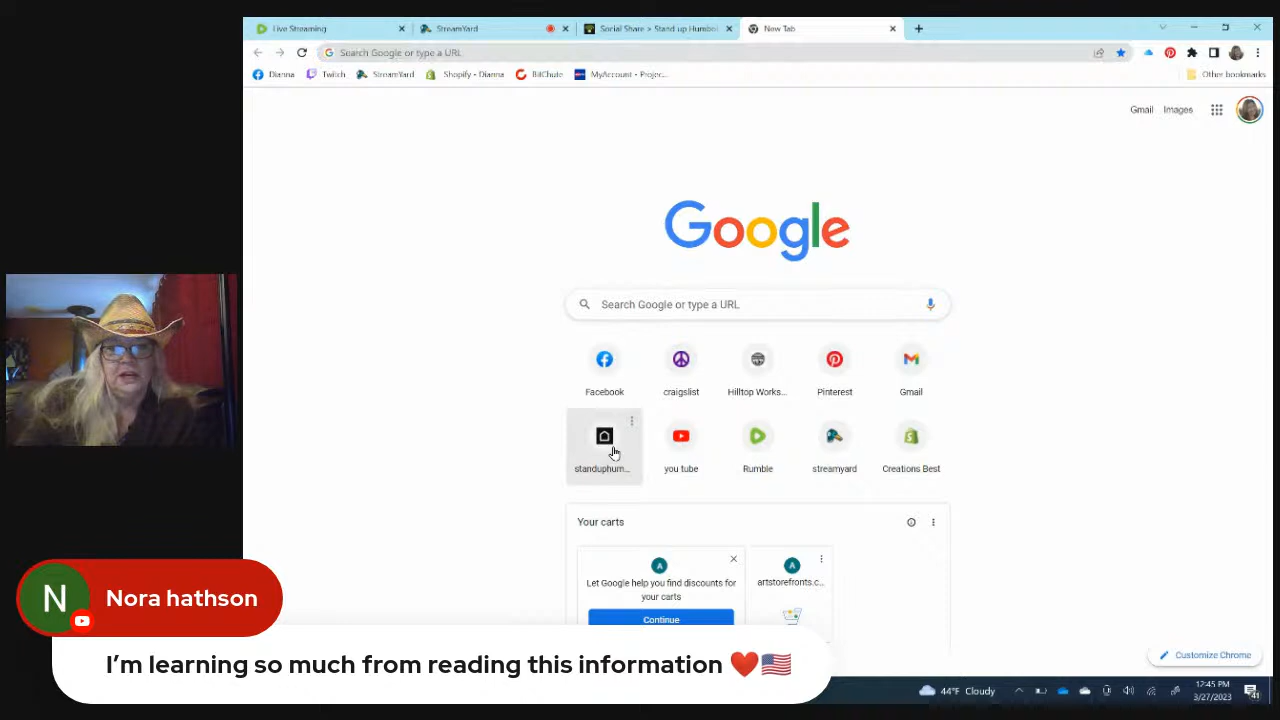 Live Streaming
StreamYard
Social Share > Stand up Humbol
New Tab
Search Google or type a URL
Dianna
Twitch
StreamYard
Shopify • Dianna
BitChute
MyAccount - Projec...
Other bookmarks
Gmail
Images
Google
Search Google or type a URL
Facebook
craigslist
Hilltop Works...
Pinterest
Gmail
standuphum...
you tube
Rumble
streamyard
Creations Best
Your carts
A
A
Let Google help you find discounts for
your carts
artstorefronts.c...
Continue
Customize Chrome
N
Nora hathson
I’m learning so much from reading this information ❤️🇺🇸
44°F Cloudy
12:45 PM
3/27/2023
41